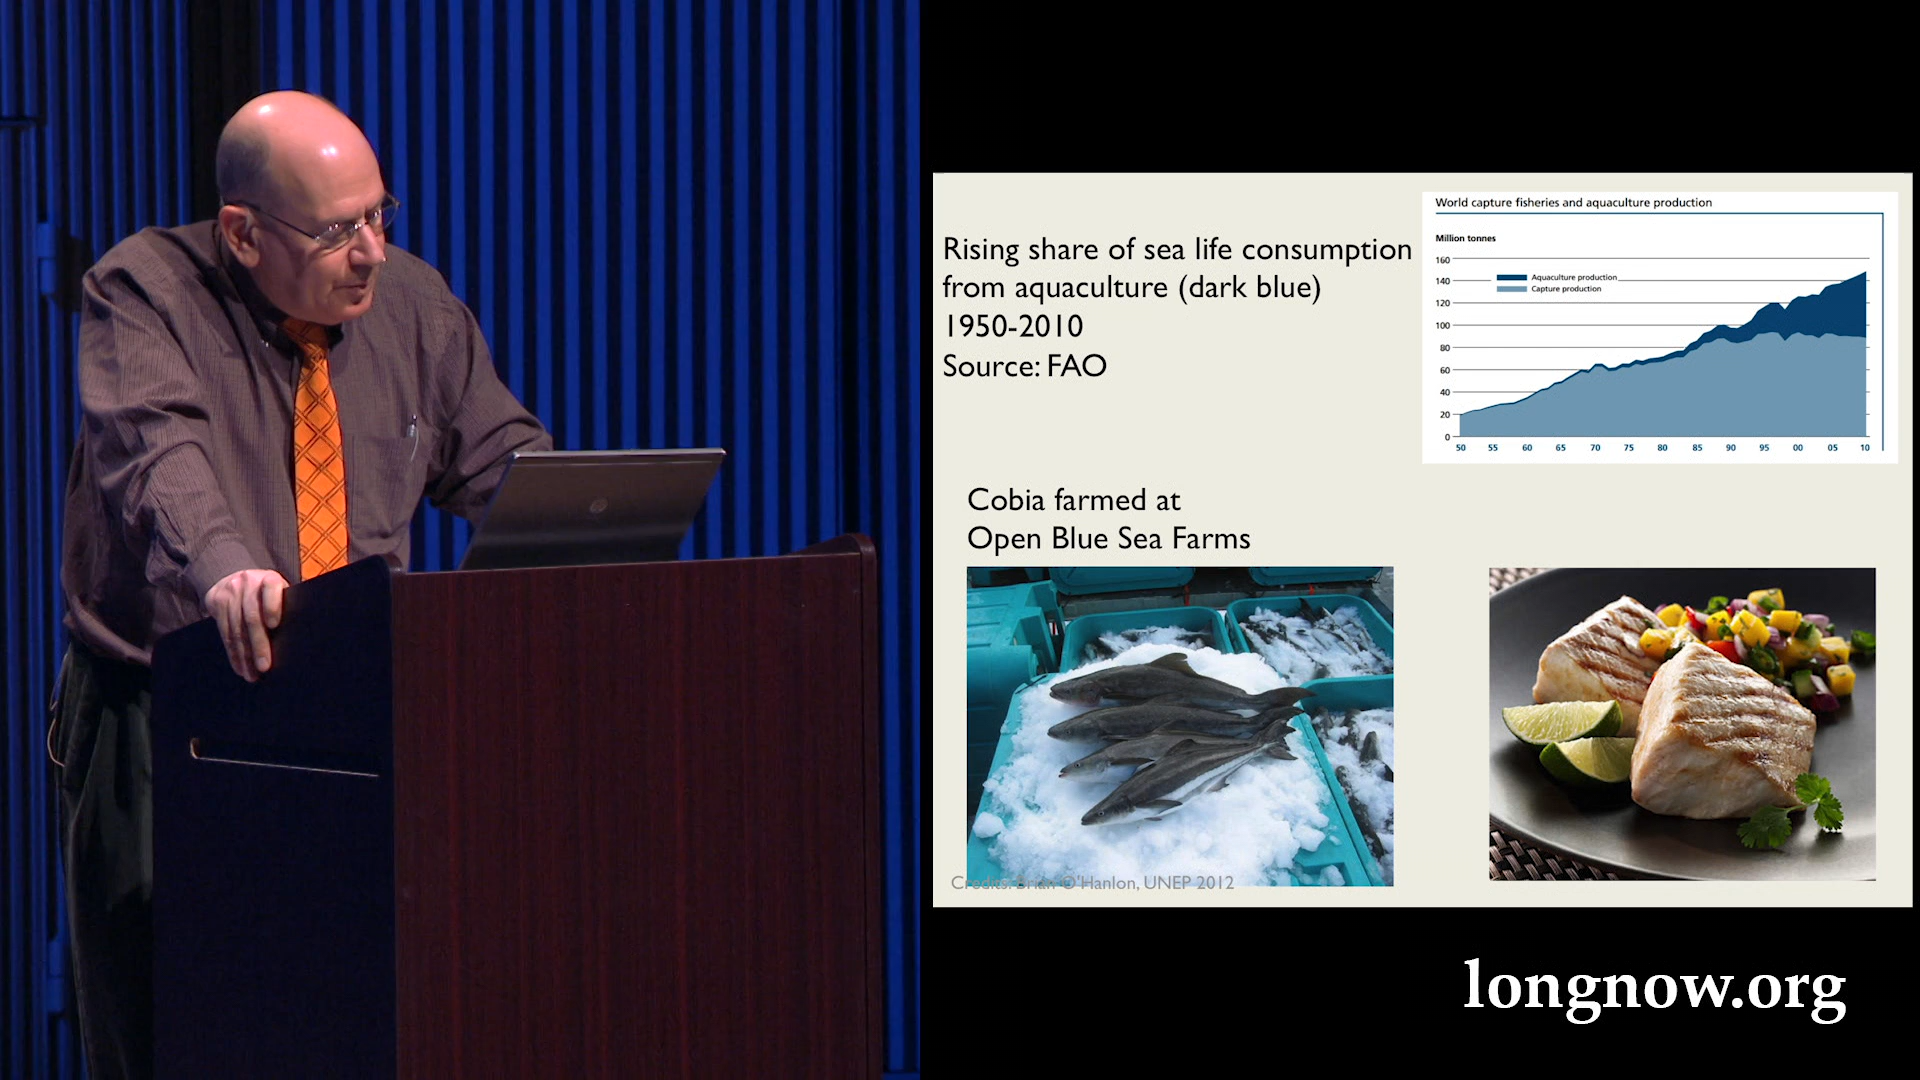 Rising share of sea life consumption
from aquaculture (dark blue)
1950-2010
Source: FAO
World capture fisheries and aquaculture production
Million tonnes
160
140
120
100
80
60
40
20
0
Aquaculture production
Capture production
50 55 60 65 70 75 80 85 90 95 00 05 10
Cobia farmed at
Open Blue Sea Farms
Credits: Brian O'Hanlon, UNEP 2012
longnow.org